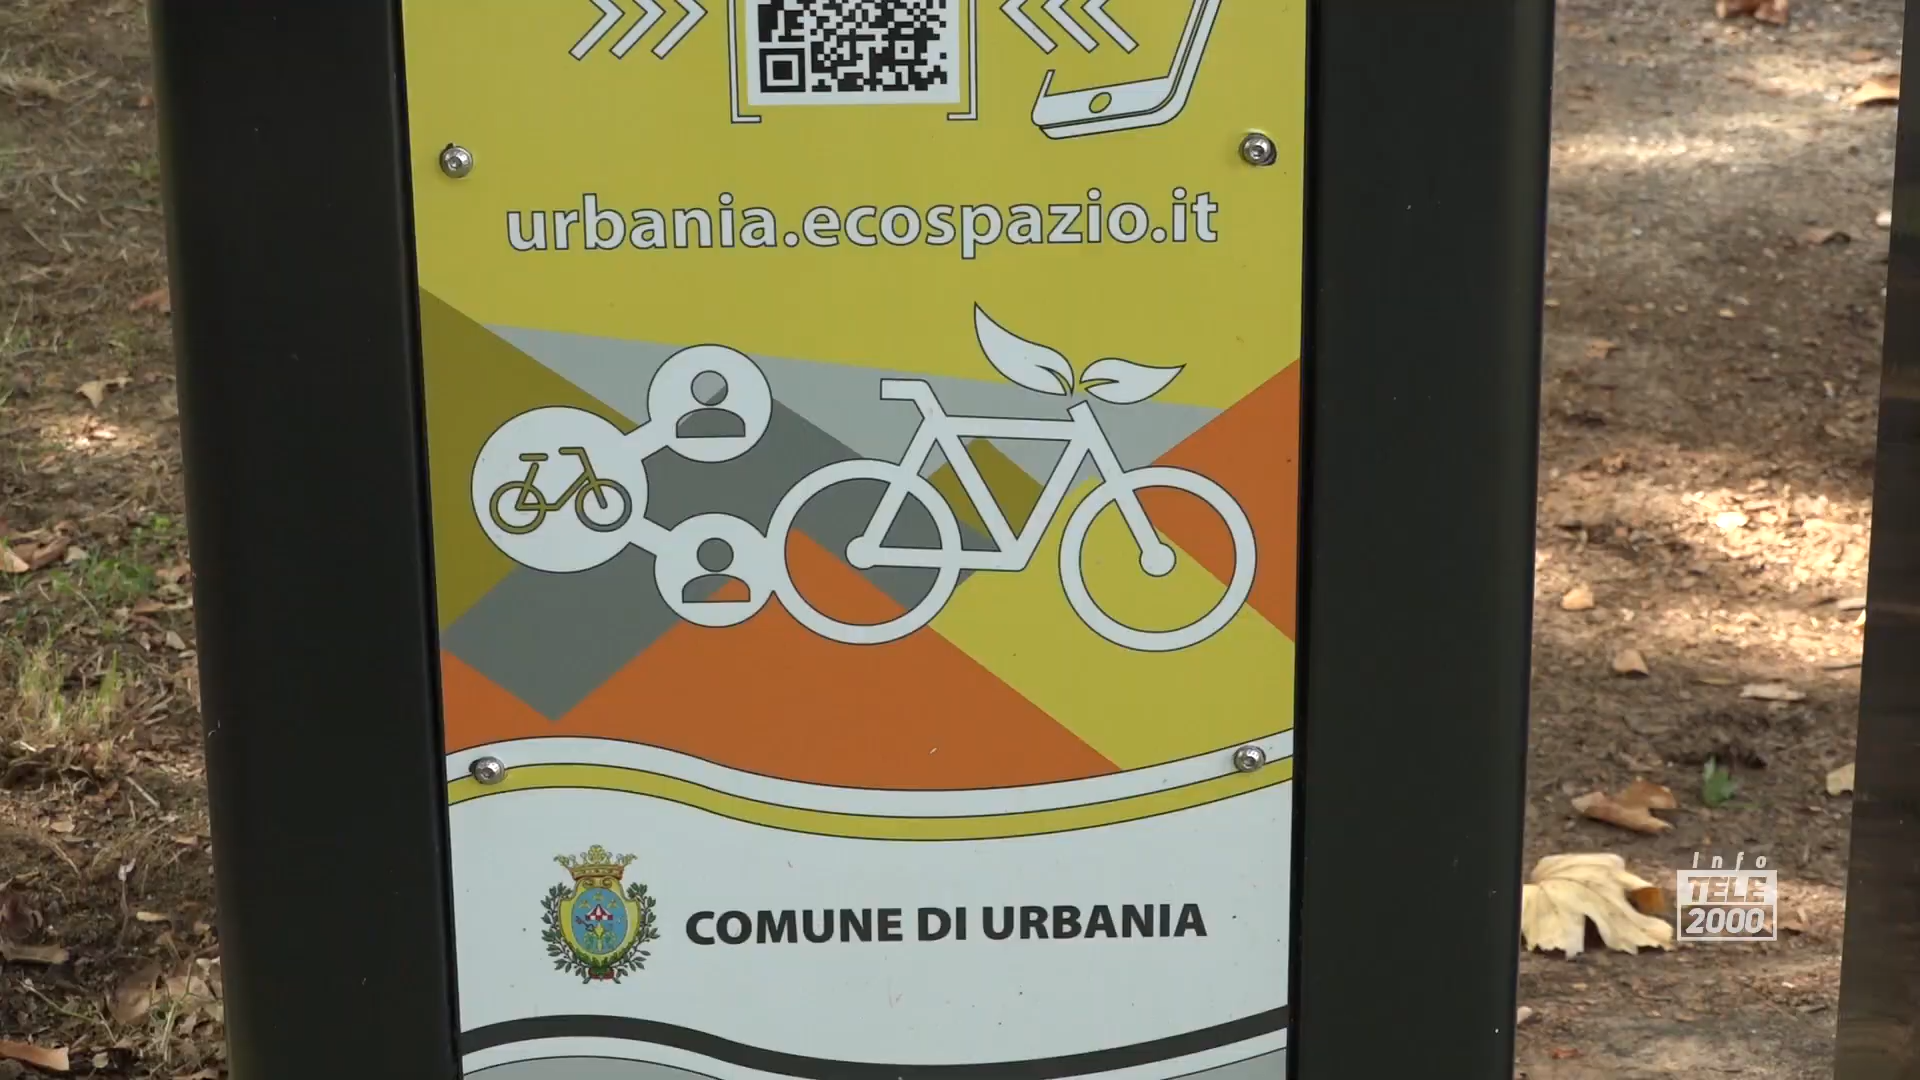 urbania.ecospazio.it
COMUNE DI URBANIA
Info
TELE
2000